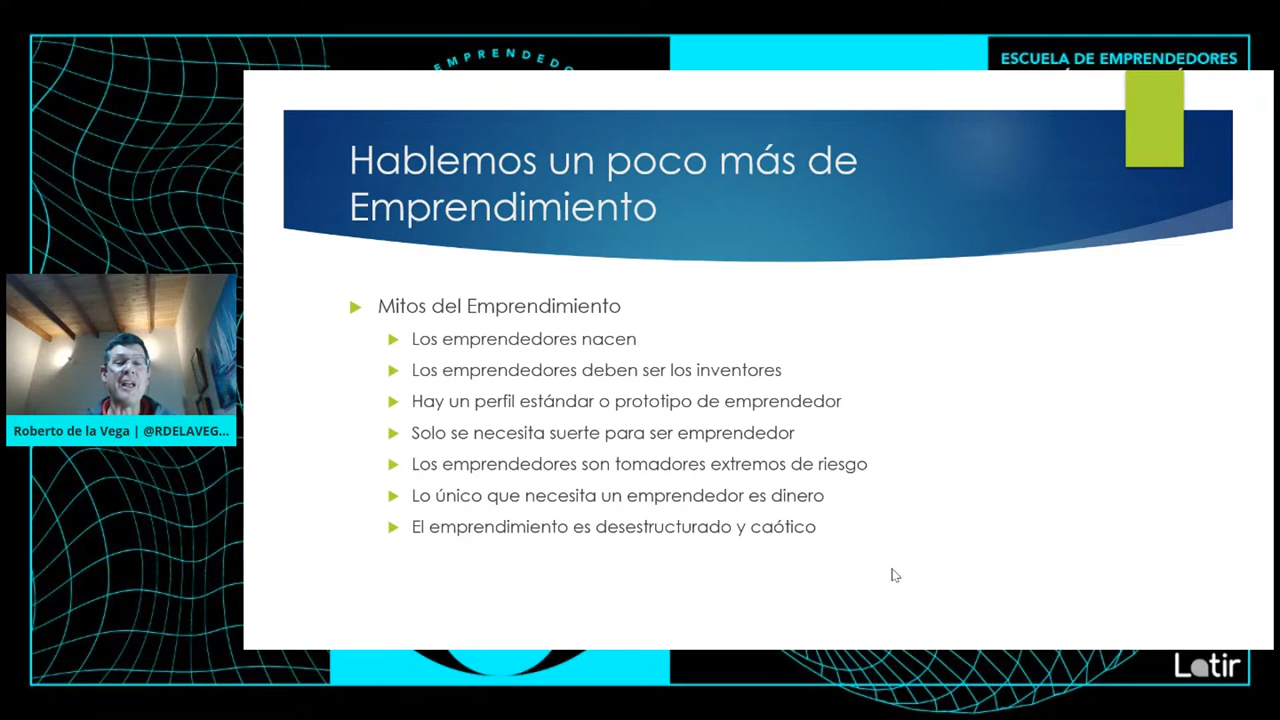 EMPRENDEDO
ESCUELA DE EMPRENDEDORES
Hablemos un poco más de
Emprendimiento
Mitos del Emprendimiento
Los emprendedores nacen
Los emprendedores deben ser los inventores
Hay un perfil estándar o prototipo de emprendedor
Solo se necesita suerte para ser emprendedor
Los emprendedores son tomadores extremos de riesgo
Lo único que necesita un emprendedor es dinero
El emprendimiento es desestructurado y caótico
Roberto de la Vega | @RDELAVEG...
Latir